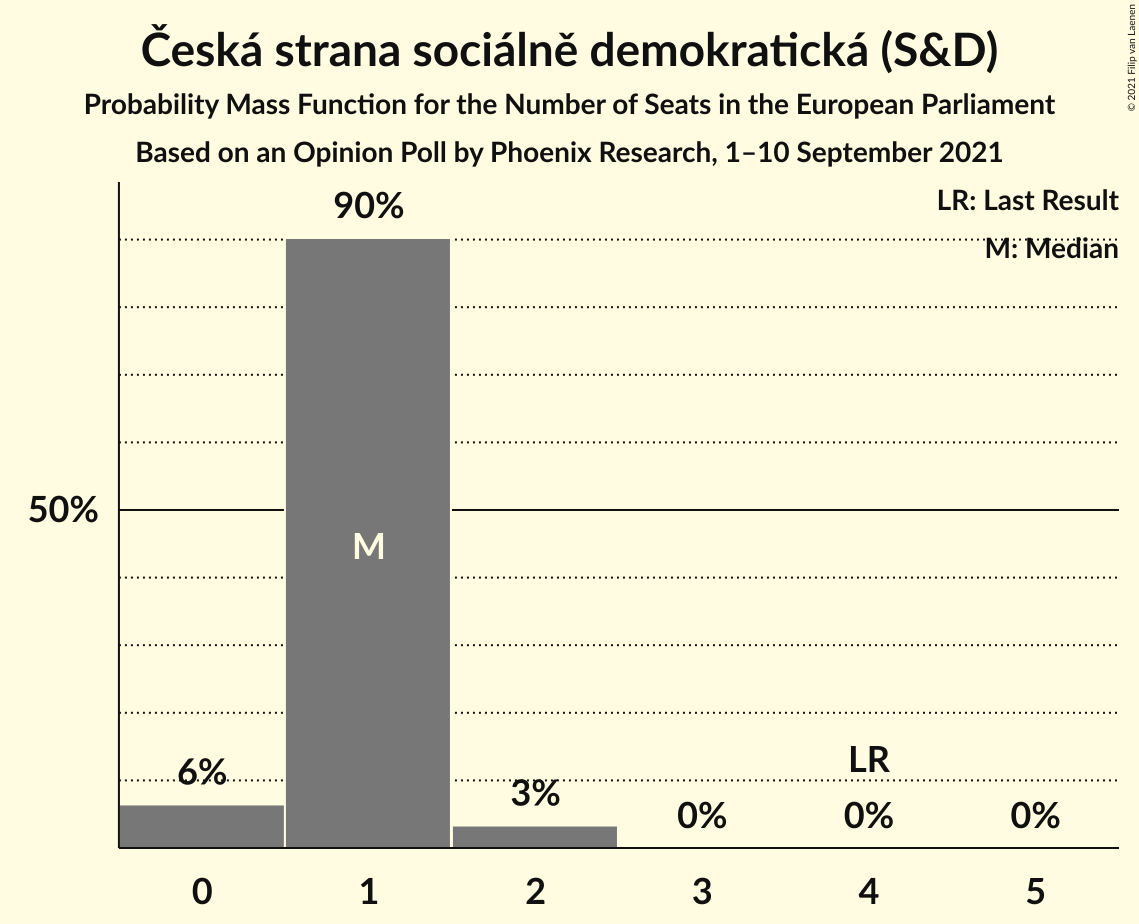 Česká strana sociálně demokratická (S&D)
Probability Mass Function for the Number of Seats in the European Parliament
Based on an Opinion Poll by Phoenix Research, 1–10 September 2021
© 2021 Filip van Laenen
LR: Last Result
M: Median
90%
50%
M
6%
3%
0%
LR
0%
0%
0 1 2 3 4 5